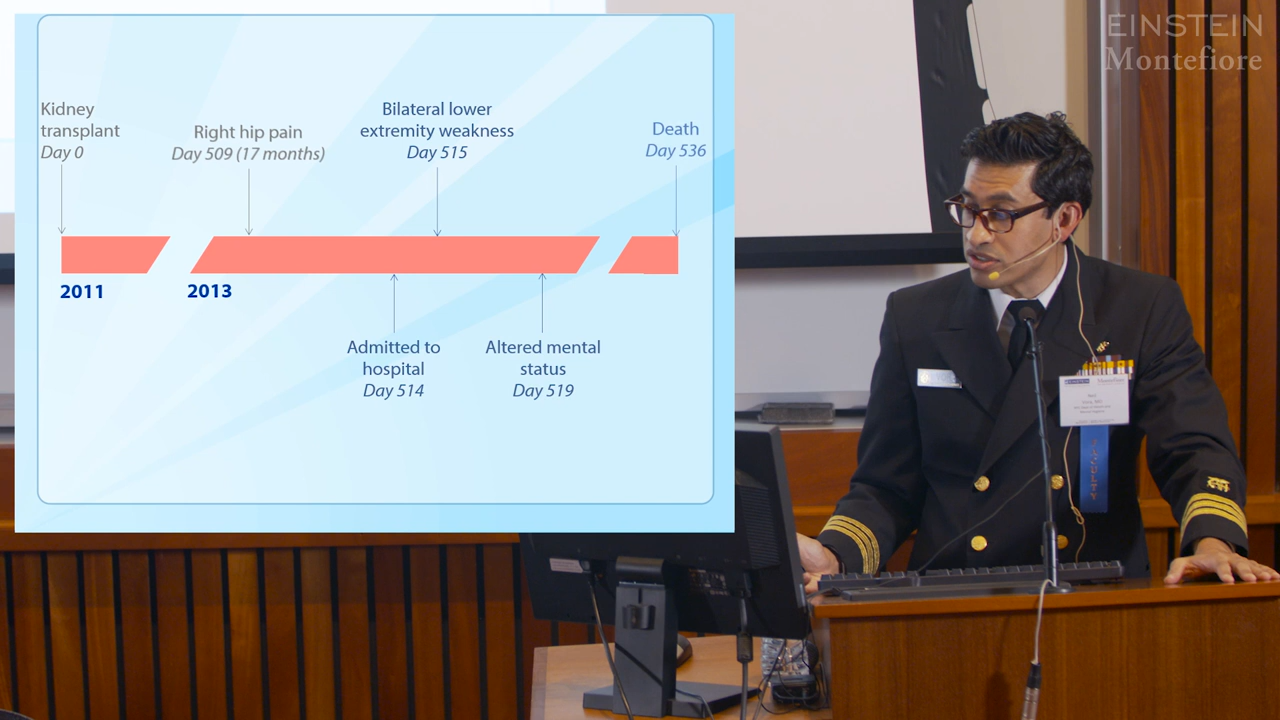 EINSTEIN
Montefiore
Kidney
transplant
Day 0
Right hip pain
Day 509 (17 months)
Bilateral lower
extremity weakness
Day 515
Death
Day 536
2011
2013
Admitted to
hospital
Day 514
Altered mental
status
Day 519
FACULTY